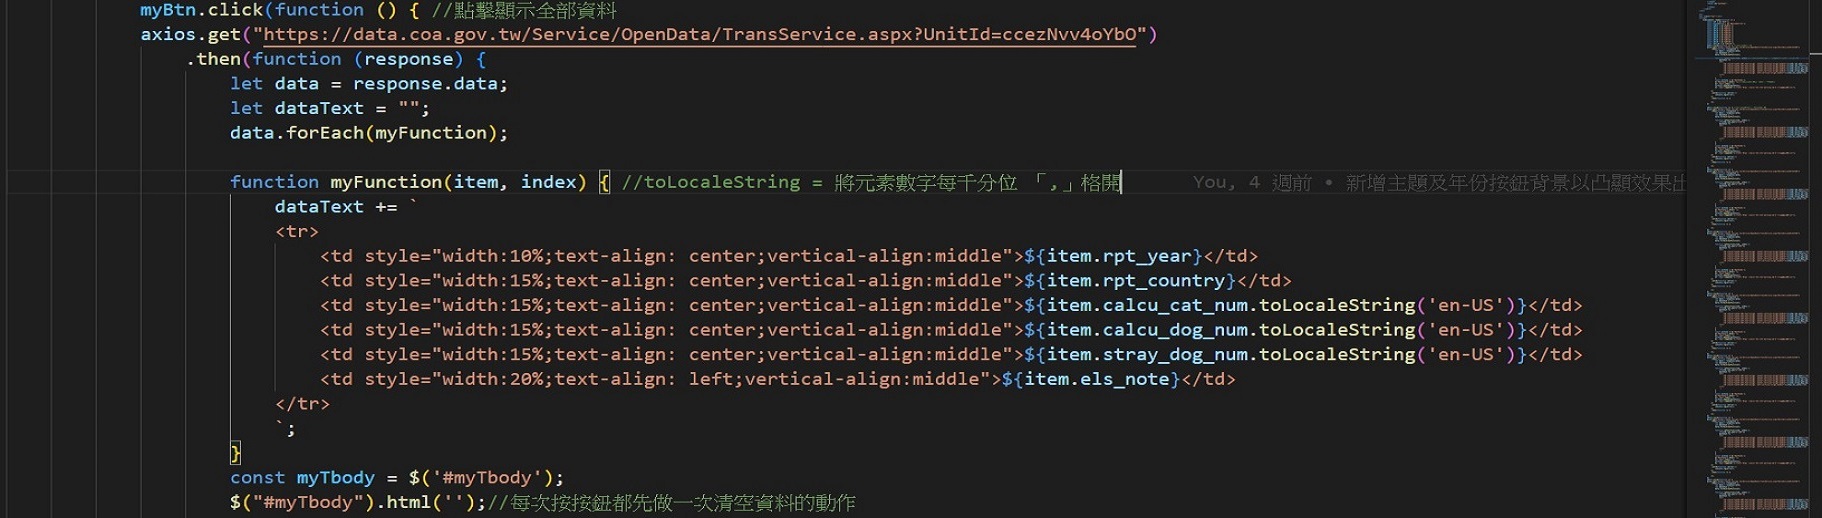 myBtn.click(function () { //點擊顯示全部資料
axios.get("https://data.coa.gov.tw/Service/OpenData/TransService.aspx?UnitId=ccezNvv4oYbO")
.then(function (response) {
let data = response.data;
let dataText = "";
data.forEach(myFunction);
function myFunction(item, index) { //toLocaleString = 將元素數字每千分位 「,」格開 You, 4 週前 • 新增主題及年份按鈕背景以凸顯效果出
dataText += `
<tr>
<td style="width:10%;text-align: center;vertical-align:middle">${item.rpt_year}</td>
<td style="width:15%;text-align: center;vertical-align:middle">${item.rpt_country}</td>
<td style="width:15%;text-align: center;vertical-align:middle">${item.calcu_cat_num.toLocaleString('en-US')}</td>
<td style="width:15%;text-align: center;vertical-align:middle">${item.calcu_dog_num.toLocaleString('en-US')}</td>
<td style="width:15%;text-align: center;vertical-align:middle">${item.stray_dog_num.toLocaleString('en-US')}</td>
<td style="width:20%;text-align: left;vertical-align:middle">${item.els_note}</td>
</tr>
`;
}
const myTbody = $('#myTbody');
$("#myTbody").html('');//每次按按鈕都先做一次清空資料的動作